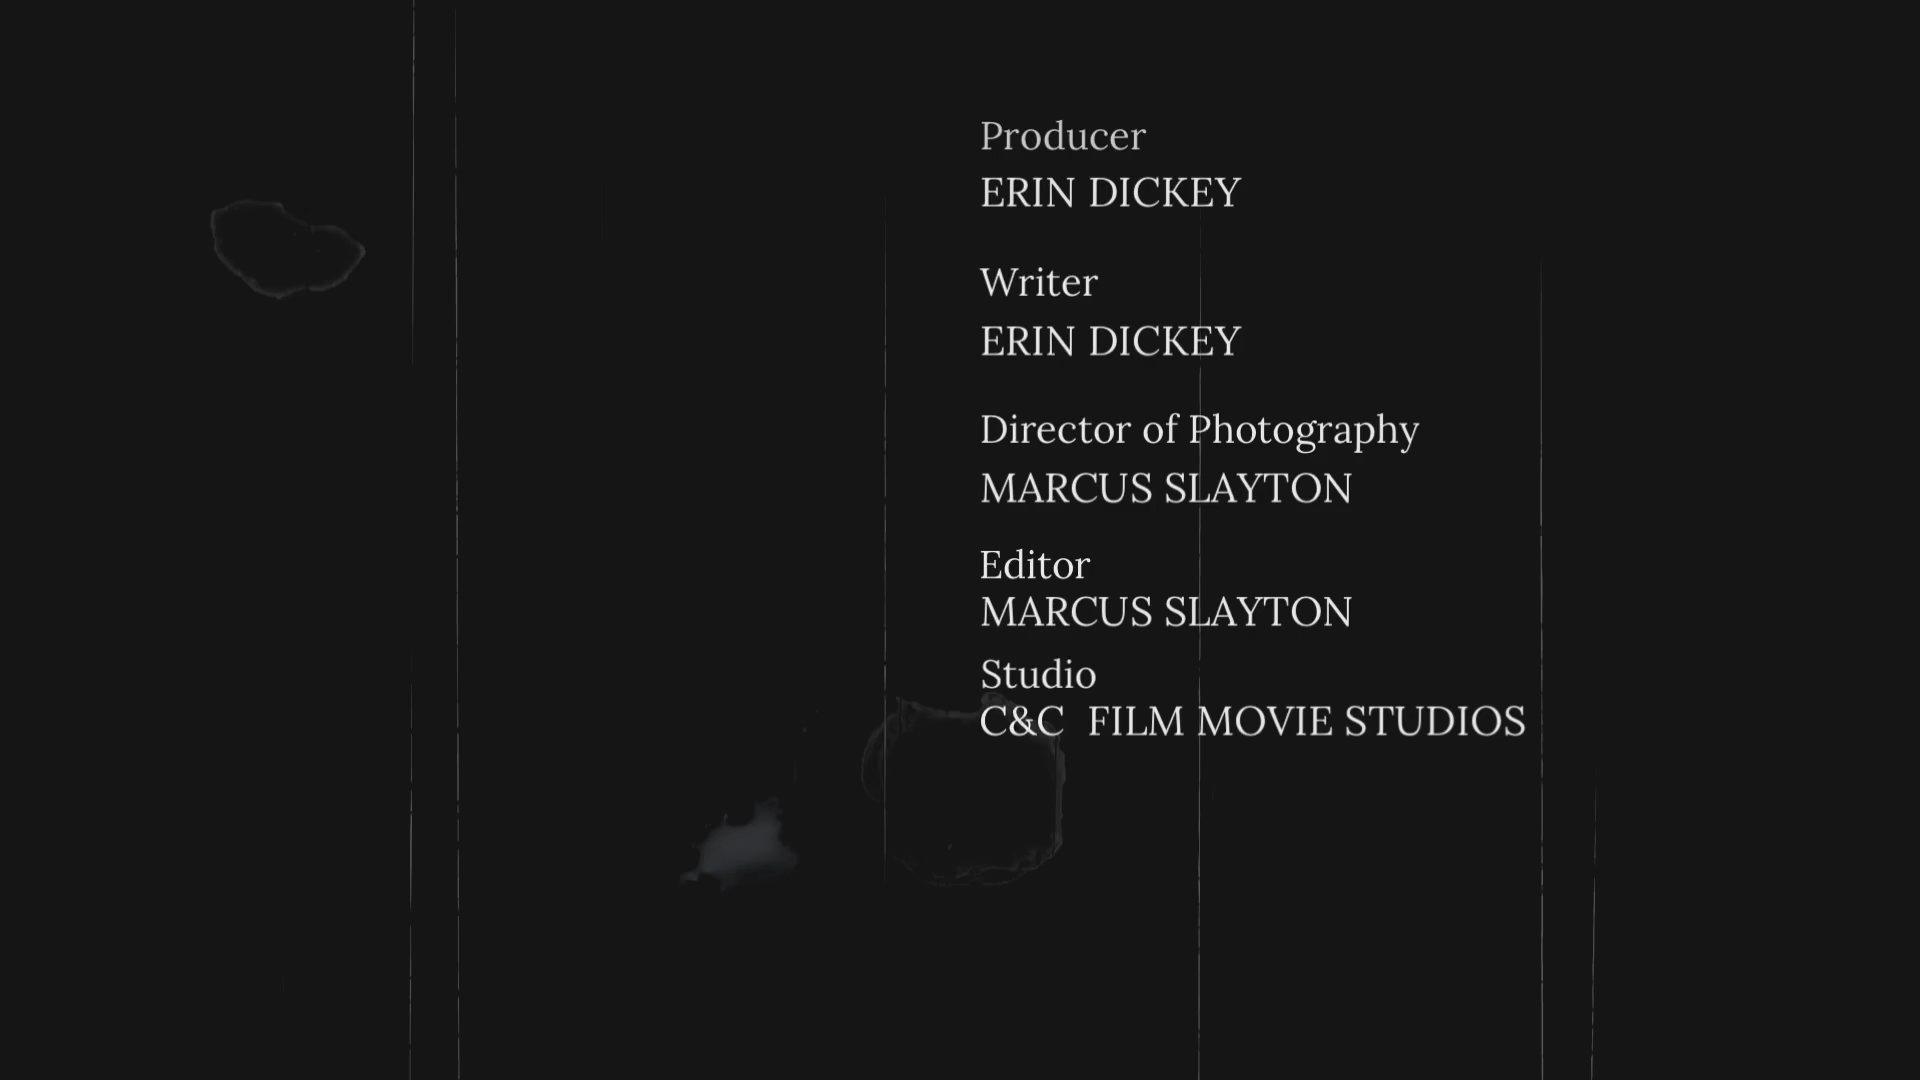 Producer
ERIN DICKEY
Writer
ERIN DICKEY
Director of Photography
MARCUS SLAYTON
Editor
MARCUS SLAYTON
Studio
C&C  FILM MOVIE STUDIOS